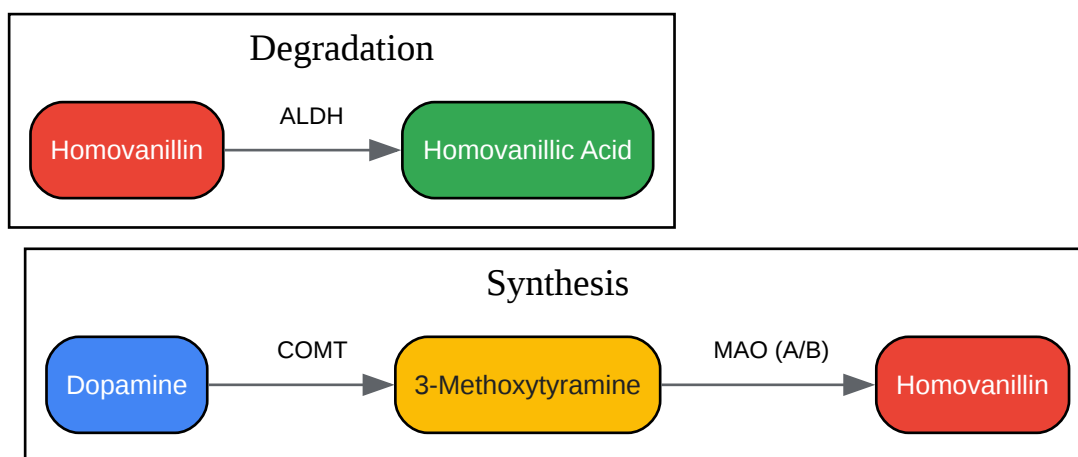 Degradation
ALDH
Homovanillin
Homovanillic Acid
Synthesis
COMT
MAO (A/B)
Dopamine
3-Methoxytyramine
Homovanillin